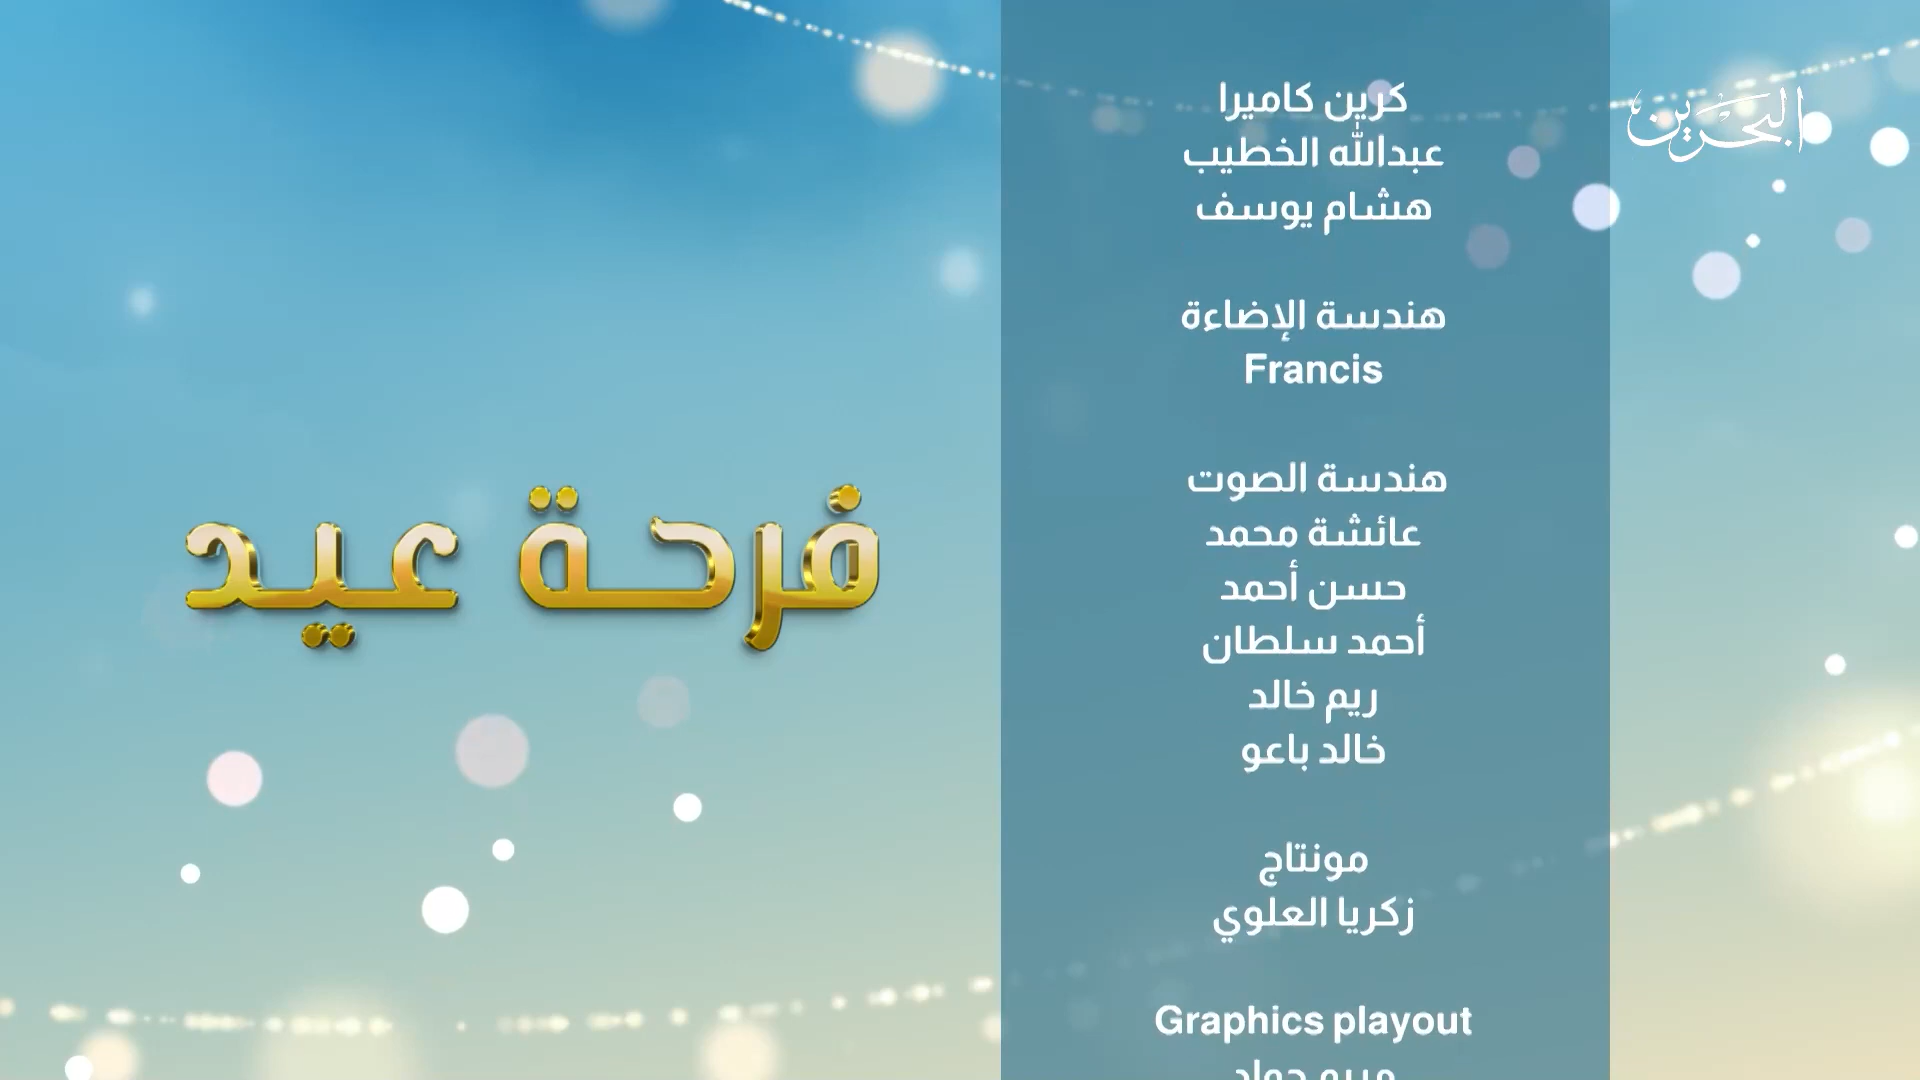 البحرين
فرحة عيد
كرين كاميرا
عبدالله الخطيب
هشام يوسف
هندسة الإضاءة
Francis
هندسة الصوت
عائشة محمد
حسن أحمد
أحمد سلطان
ريم خالد
خالد باعو
مونتاج
زكريا العلوي
Graphics playout